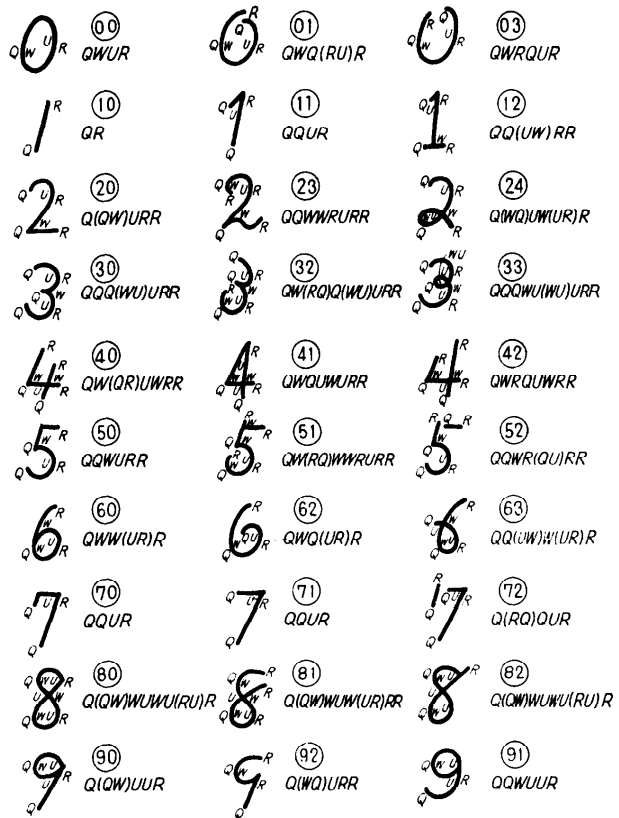 00 01 03
QWUR QWQ(RU)R QWRQUR
10 11 12
QR QQUR QQ(UW)RR
20 23 24
Q(QW)URR QQWWRURR Q(WQ)UW(UR)R
30 32 33
QQQ(WU)URR QW(RQ)Q(WU)URR QQQWU(WU)URR
40 41 42
QW(QR)UWRR QWQUWURR QWRQUWRR
50 51 52
QQWURR QW(RQ)WWRURR QQWR(QU)RR
60 62 63
QWW(UR)R QWQ(UR)R QQ(UW)W(UR)R
70 71 72
QQUR QQUR Q(RQ)QUR
80 81 82
Q(QW)WUWU(RU)R Q(QW)WUW(UR)RR Q(QW)WUWU(RU)R
90 92 91
Q(QW)UUR Q(WQ)URR QQWUUR